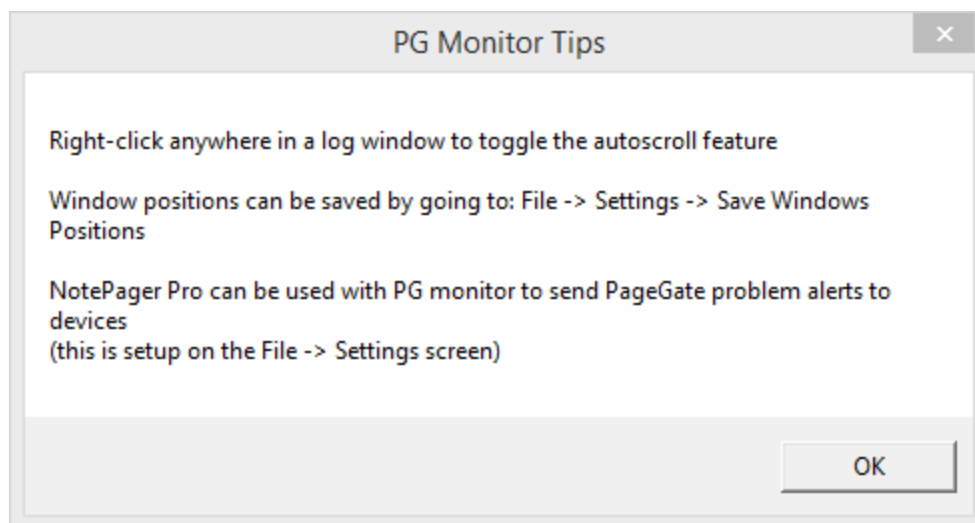 PG Monitor Tips
Right-click anywhere in a log window to toggle the autoscroll feature
Window positions can be saved by going to: File -> Settings -> Save Windows
Positions
NotePager Pro can be used with PG monitor to send PageGate problem alerts to
devices
(this is setup on the File -> Settings screen)
OK